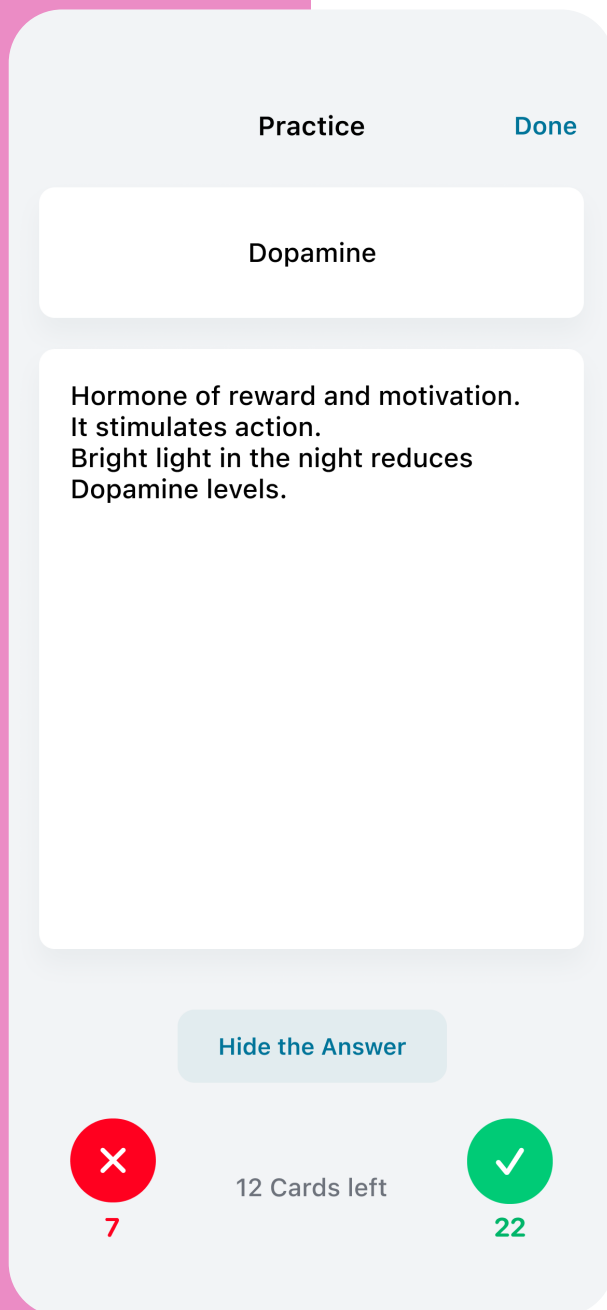 Practice
Done
Dopamine
Hormone of reward and motivation.
It stimulates action.
Bright light in the night reduces
Dopamine levels.
Hide the Answer
12 Cards left
7
22